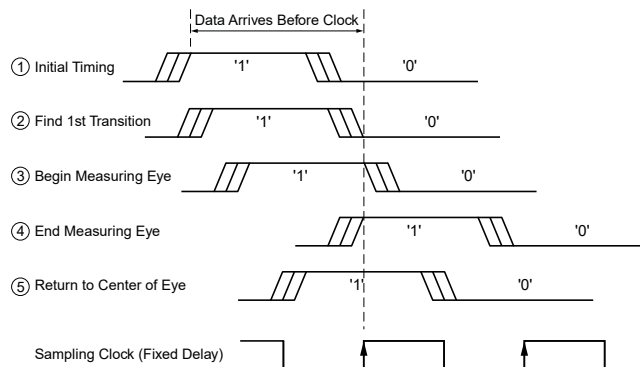 Data Arrives Before Clock
① Initial Timing '1' '0'
② Find 1st Transition '1' '0'
③ Begin Measuring Eye '1' '0'
④ End Measuring Eye '1' '0'
⑤ Return to Center of Eye '1' '0'
Sampling Clock (Fixed Delay)